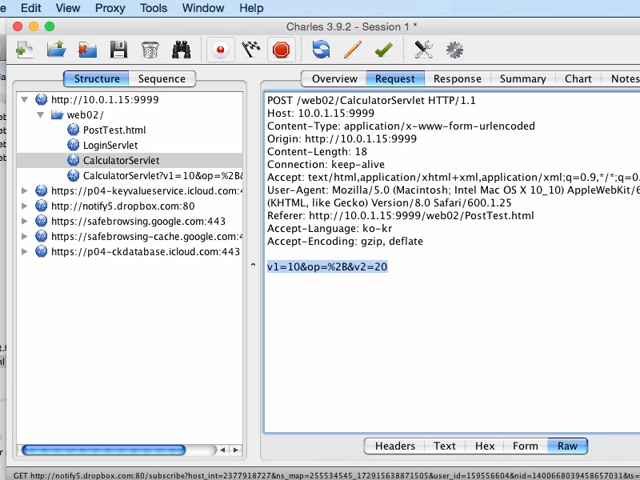 Edit View Proxy Tools Window Help
Charles 3.9.2 - Session 1 *
Structure Sequence
Overview Request Response Summary Chart Notes
http://10.0.1.15:9999
web02/
PostTest.html
LoginServlet
CalculatorServlet
CalculatorServlet?v1=10&op=%2B&
https://p04-keyvalueservice.icloud.com:4
http://notify5.dropbox.com:80
https://safebrowsing.google.com:443
https://safebrowsing-cache.google.com:4
https://p04-ckdatabase.icloud.com:443
POST /web02/CalculatorServlet HTTP/1.1
Host: 10.0.1.15:9999
Content-Type: application/x-www-form-urlencoded
Origin: http://10.0.1.15:9999
Content-Length: 18
Connection: keep-alive
Accept: text/html,application/xhtml+xml,application/xml;q=0.9,*/*;q=0.
User-Agent: Mozilla/5.0 (Macintosh; Intel Mac OS X 10_10) AppleWebKit/6
(KHTML, like Gecko) Version/8.0 Safari/600.1.25
Referer: http://10.0.1.15:9999/web02/PostTest.html
Accept-Language: ko-kr
Accept-Encoding: gzip, deflate
v1=10&op=%2B&v2=20
Headers Text Hex Form Raw
GET http://notify5.dropbox.com:80/subscribe?host_int=2377918727&ns_map=255534545_172915638871505&user_id=159556604&nid=1400668039458657031&ts=